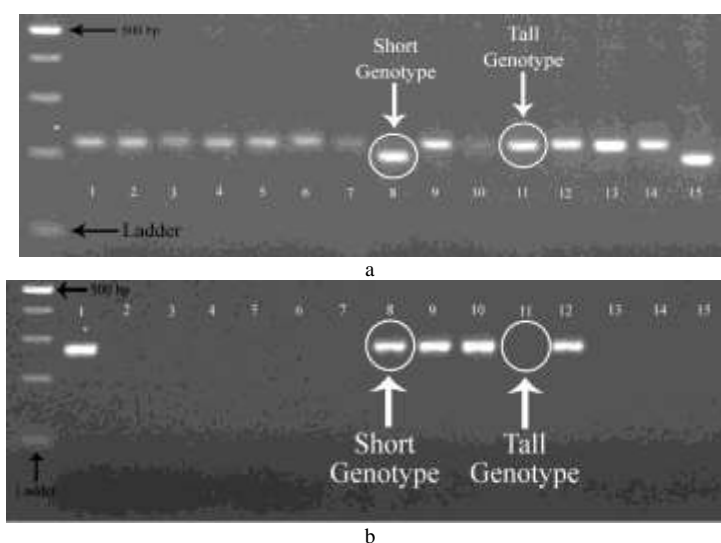 500 bp
Short
Genotype
Tall
Genotype
1 2 3 4 5 6 7 8 9 10 11 12 13 14 15
Ladder
a
500 bp
1 2 3 4 5 6 7 8 9 10 11 12 13 14 15
Short
Genotype
Tall
Genotype
Ladder
b